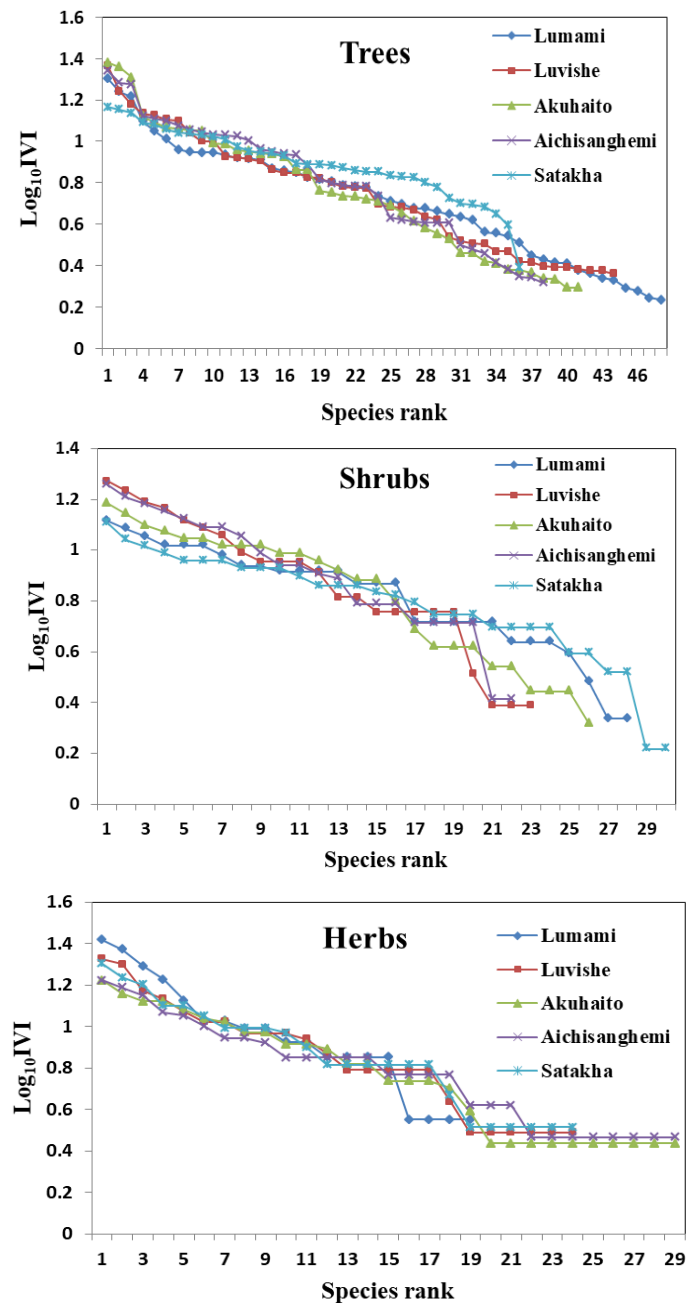 Trees
Lumami
Luvishe
Akuhaito
Aichisanghemi
Satakha
Log10IVI
1.6
1.4
1.2
1
0.8
0.6
0.4
0.2
0
1 4 7 10 13 16 19 22 25 28 31 34 37 40 43 46
Species rank
Shrubs
Lumami
Luvishe
Akuhaito
Aichisanghemi
Satakha
Log10IVI
1.4
1.2
1
0.8
0.6
0.4
0.2
0
1 3 5 7 9 11 13 15 17 19 21 23 25 27 29
Species rank
Herbs
Lumami
Luvishe
Akuhaito
Aichisanghemi
Satakha
Log10IVI
1.6
1.4
1.2
1
0.8
0.6
0.4
0.2
0
1 3 5 7 9 11 13 15 17 19 21 23 25 27 29
Species rank